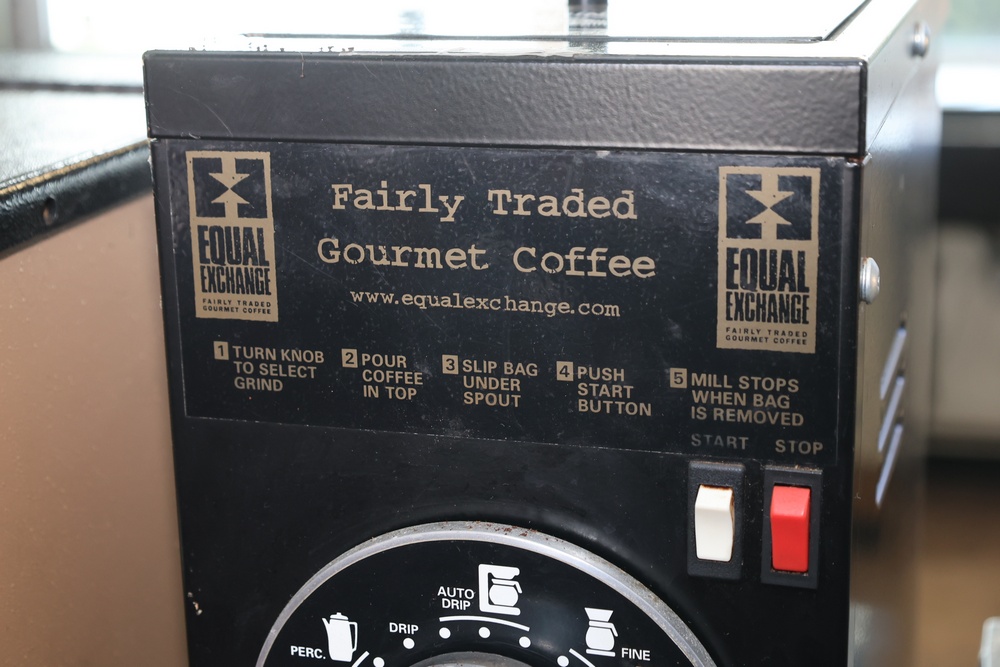 Fairly Traded
Gourmet Coffee
www.equalexchange.com
EQUAL
EXCHANGE
FAIRLY TRADED
GOURMET COFFEE
EQUAL
EXCHANGE
FAIRLY TRADED
GOURMET COFFEE
1 TURN KNOB
TO SELECT
GRIND
2 POUR
COFFEE
IN TOP
3 SLIP BAG
UNDER
SPOUT
4 PUSH
START
BUTTON
5 MILL STOPS
WHEN BAG
IS REMOVED
START STOP
AUTO
DRIP
DRIP
PERC.
FINE